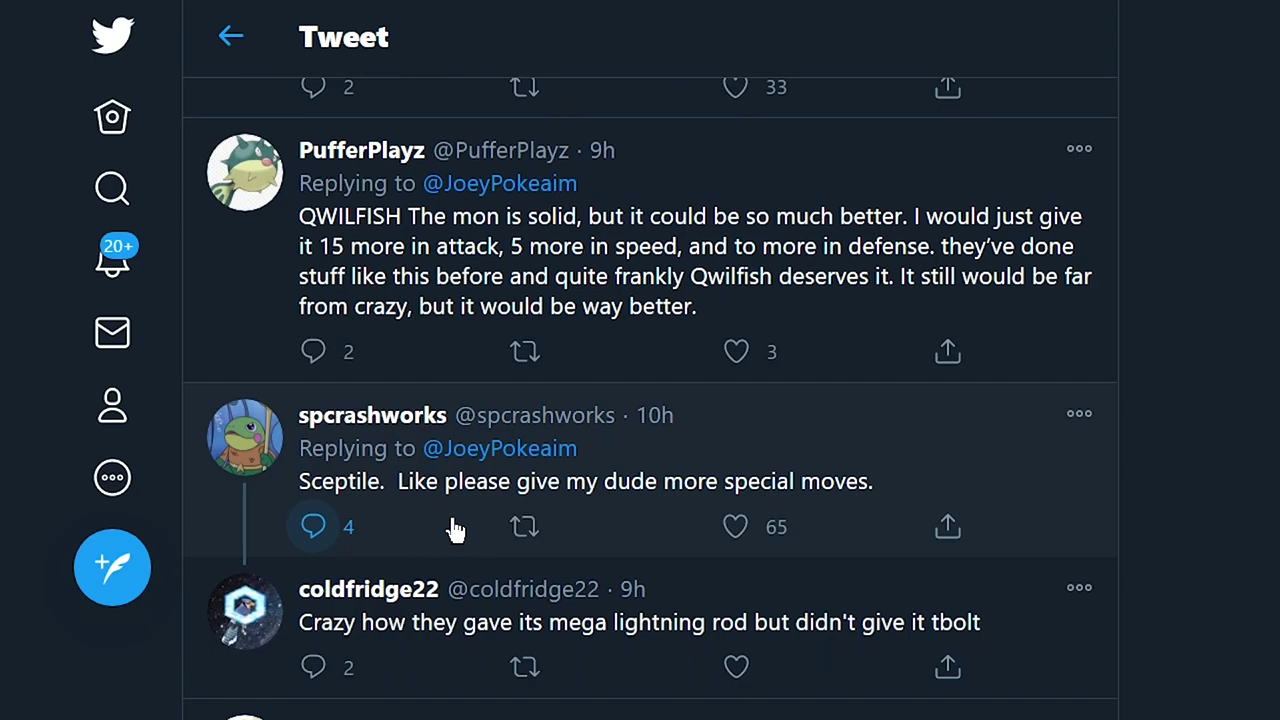 Tweet
2 33
PufferPlayz @PufferPlayz · 9h
Replying to @JoeyPokeaim
QWILFISH The mon is solid, but it could be so much better. I would just give
it 15 more in attack, 5 more in speed, and to more in defense. they’ve done
stuff like this before and quite frankly Qwilfish deserves it. It still would be far
from crazy, but it would be way better.
20+
2 3
spcrashworks @spcrashworks · 10h
Replying to @JoeyPokeaim
Sceptile.  Like please give my dude more special moves.
4 65
coldfridge22 @coldfridge22 · 9h
Crazy how they gave its mega lightning rod but didn't give it tbolt
2